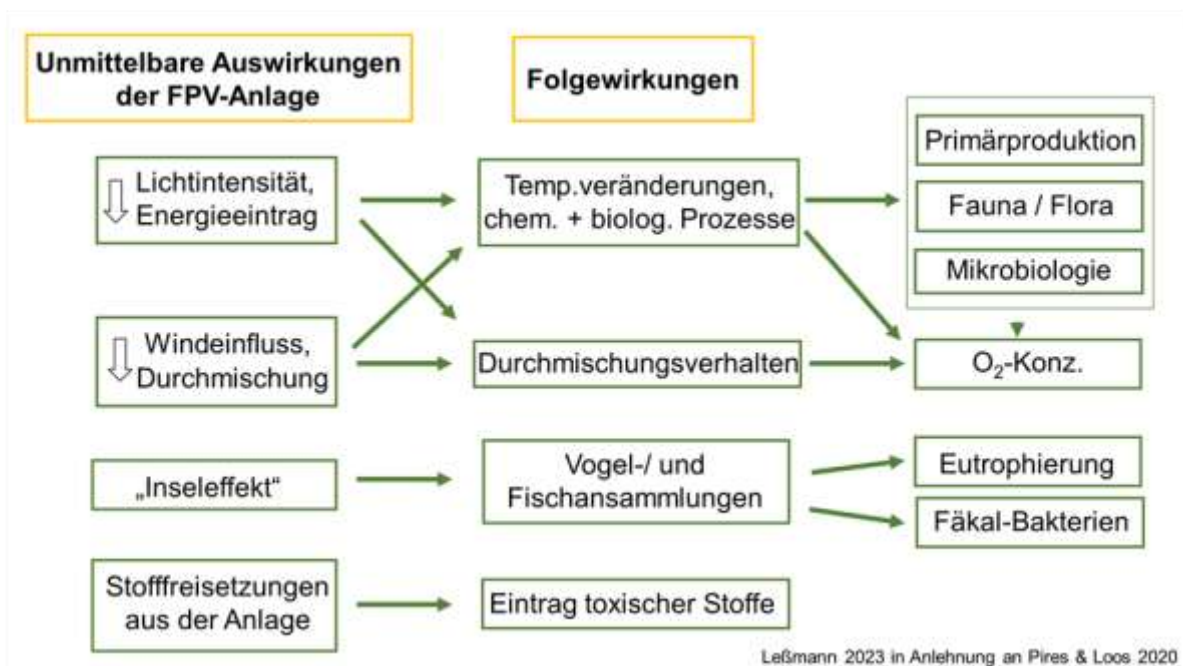 Unmittelbare Auswirkungen
der FPV-Anlage
Folgewirkungen
Lichtintensität,
Energieeintrag
Windeinfluss,
Durchmischung
„Inseleffekt“
Stofffreisetzungen
aus der Anlage
Temp.veränderungen,
chem. + biolog. Prozesse
Durchmischungsverhalten
Vogel-/ und
Fischansammlungen
Eintrag toxischer Stoffe
Primärproduktion
Fauna / Flora
Mikrobiologie
O₂-Konz.
Eutrophierung
Fäkal-Bakterien
Leßmann 2023 in Anlehnung an Pires & Loos 2020